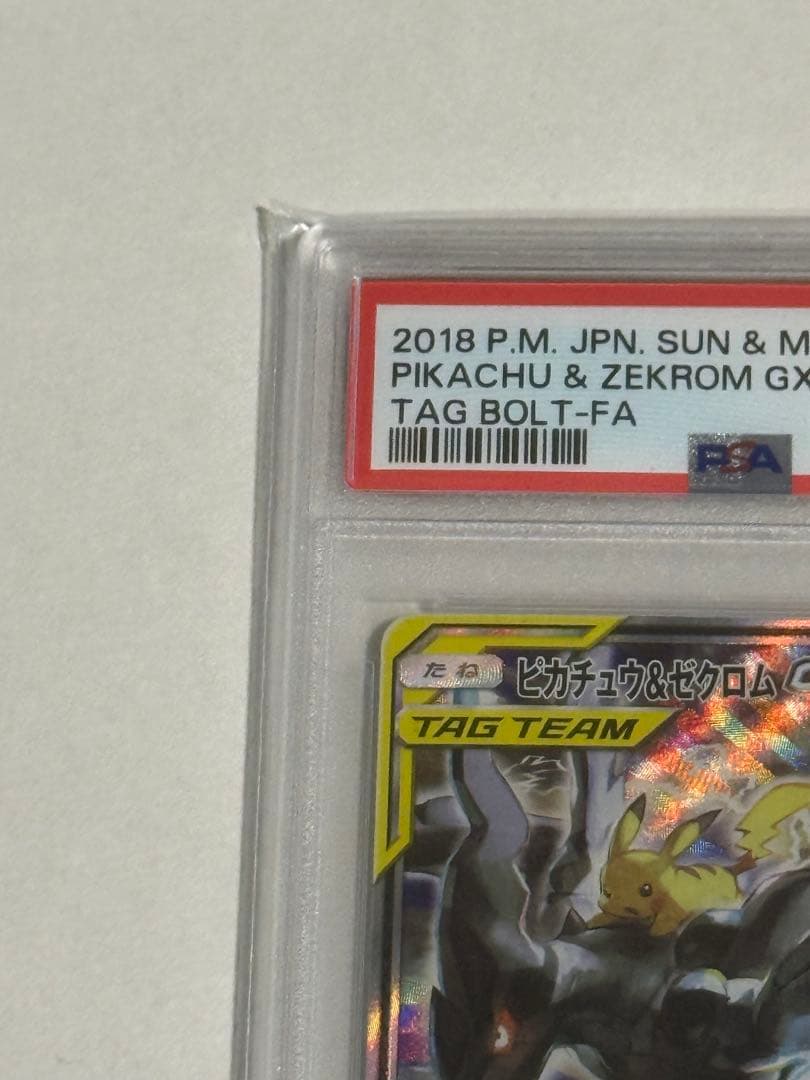 2018 P.M. JPN. SUN & M
PIKACHU & ZEKROM GX
TAG BOLT-FA
PSA
たね ピカチュウ&ゼクロム
TAG TEAM